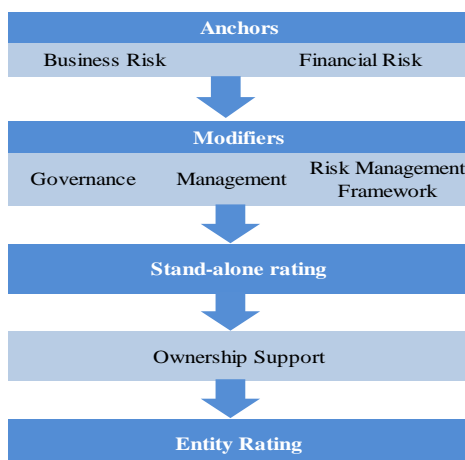 Anchors
Business Risk Financial Risk
Modifiers
Governance Management Risk Management Framework
Stand-alone rating
Ownership Support
Entity Rating